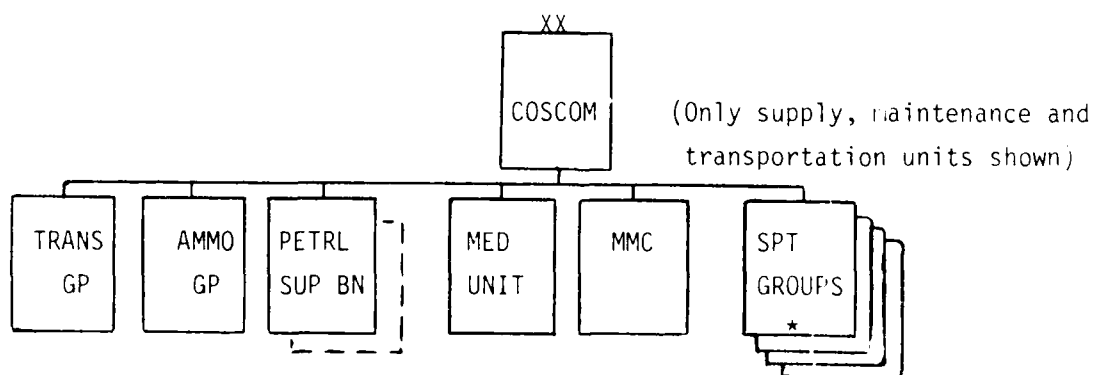 XX
COSCOM
(Only supply, maintenance and
transportation units shown)
TRANS
GP
AMMO
GP
PETRL
SUP BN
MED
UNIT
MMC
SPT
GROUPS
*